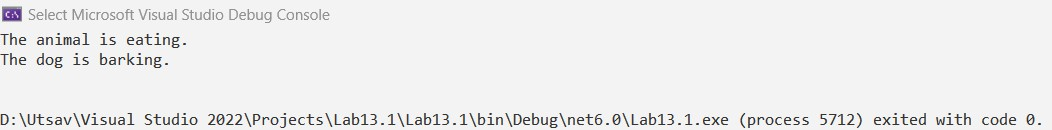 Select Microsoft Visual Studio Debug Console
The animal is eating.
The dog is barking.
D:\Utsav\Visual Studio 2022\Projects\Lab13.1\Lab13.1\bin\Debug\net6.0\Lab13.1.exe (process 5712) exited with code 0.